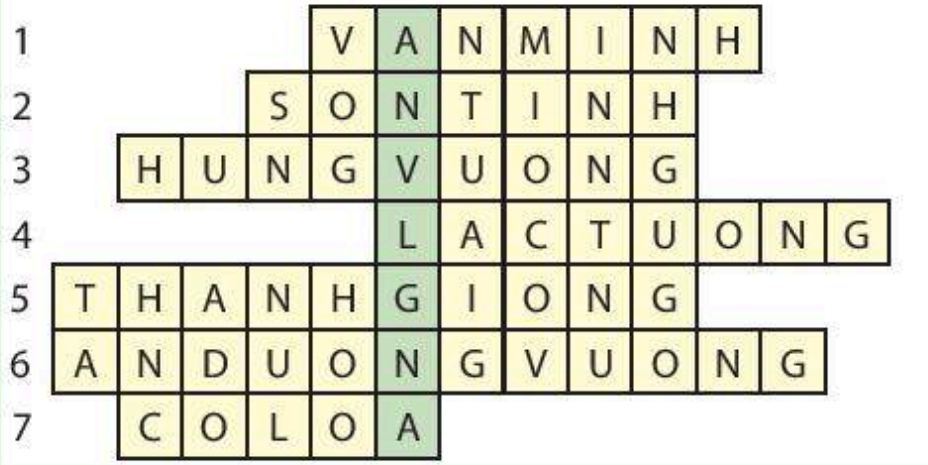 1 VANMINH
2 SONTINH
3 HUNGVUONG
4 LACTUONG
5 THANHGIONG
6 ANDUONGVUONG
7 COLOA